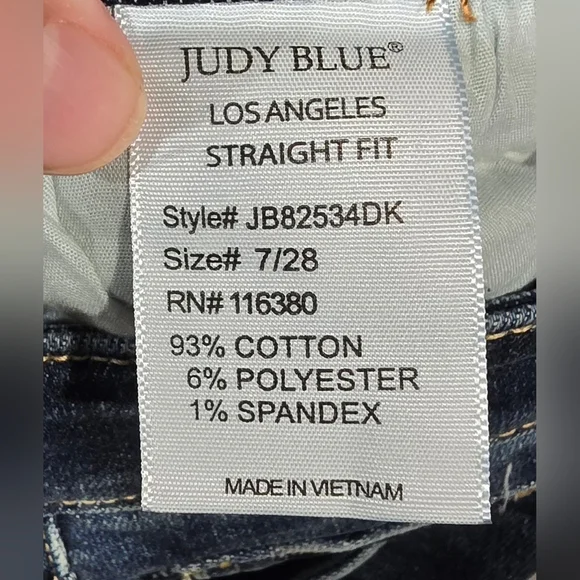 JUDY BLUE®
LOS ANGELES
STRAIGHT FIT
Style# JB82534DK
Size# 7/28
RN# 116380
93% COTTON
6% POLYESTER
1% SPANDEX
MADE IN VIETNAM